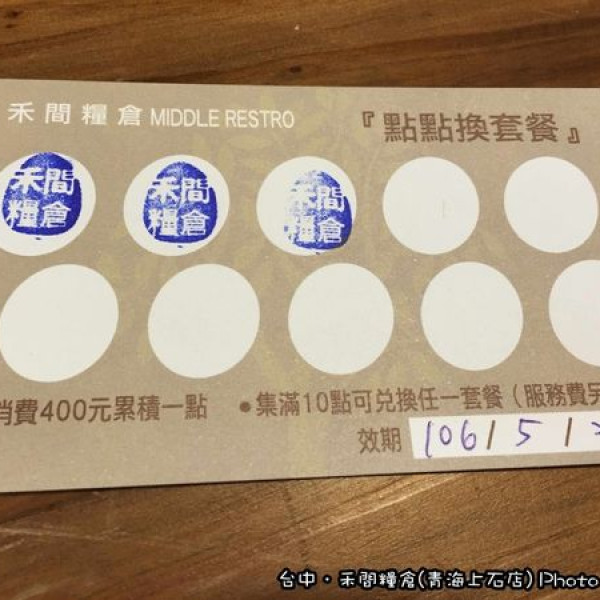 禾間糧倉 MIDDLE RESTRO
『點點換套餐』
禾間糧倉
禾間糧倉
禾間糧倉
消費400元累積一點
•集滿10點可兌換任一套餐(服務費另
效期 106/5/2
台中·禾間糧倉(青海上石店) Photo